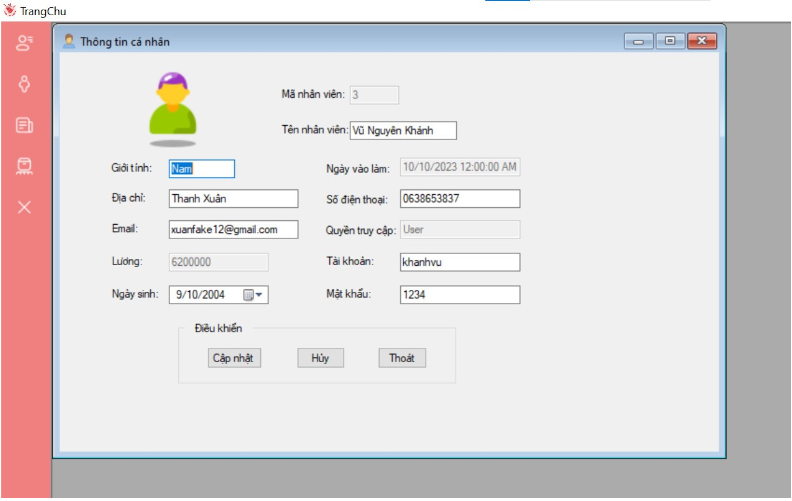 TrangChu
Thông tin cá nhân
Mã nhân viên: 3
Tên nhân viên: Vũ Nguyên Khánh
Giới tính: Nam
Ngày vào làm: 10/10/2023 12:00:00 AM
Địa chỉ: Thanh Xuân
Số điện thoại: 0638653837
Email: xuanfake12@gmail.com
Quyền truy cập: User
Lương: 6200000
Tài khoản: khanhvu
Ngày sinh: 9/10/2004
Mật khẩu: 1234
Điều khiển
Cập nhật Hủy Thoát